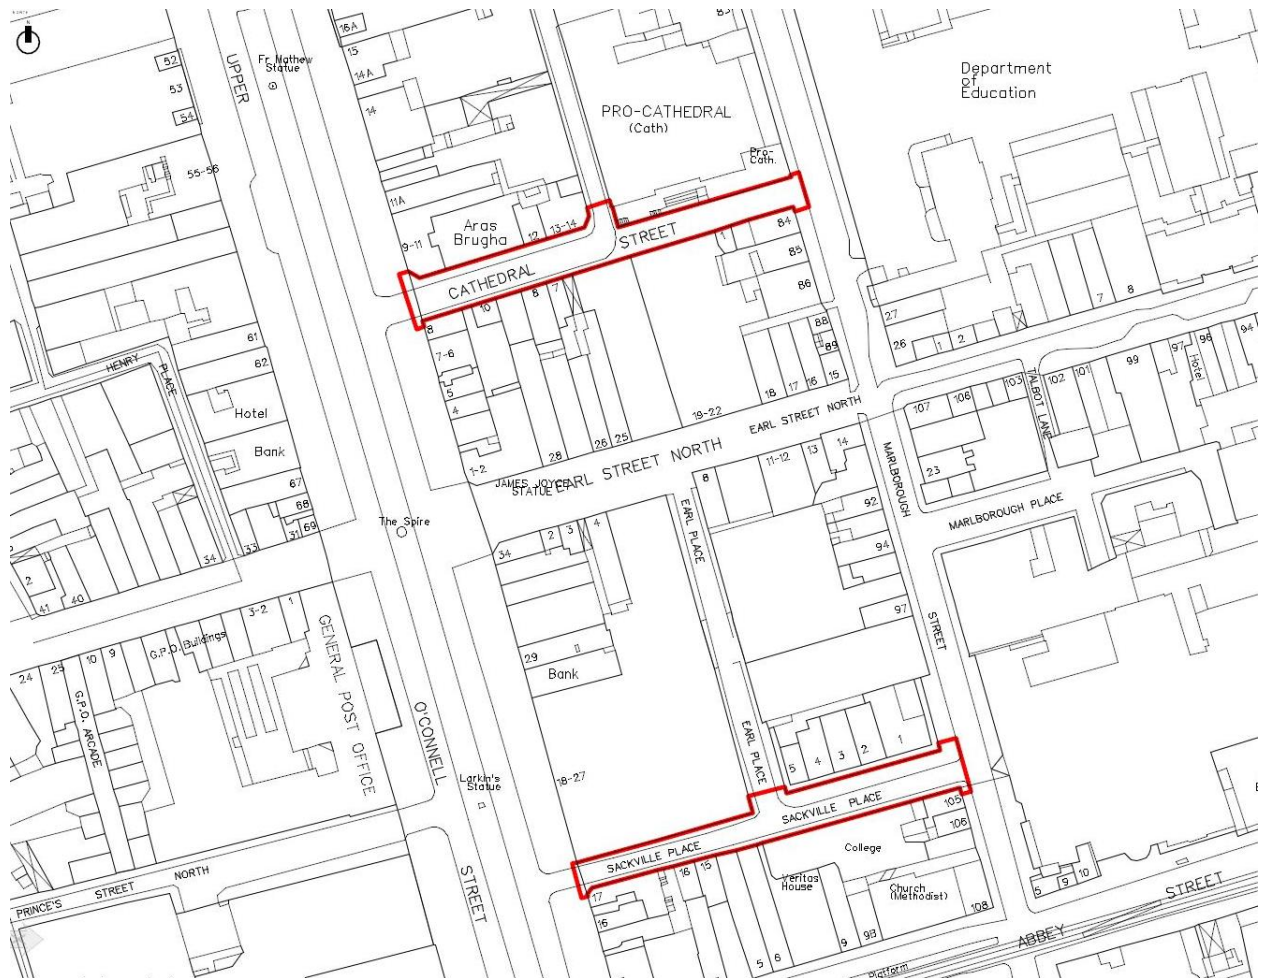 16A
15
14A
14
52
53
54
55-56
UPPER
Fr Mathew
Statue
PRO-CATHEDRAL
(Cath)
Pro-
Cath.
Department
of
Education
11A
9-11
Aras
Brugha
12
13-14
CATHEDRAL
STREET
1
84
85
86
88
89
8
10
8
7
7-6
5
4
1-2
28
26
25
19-22
18
17
16
15
27
26
1
2
7
8
61
62
HENRY
PLACE
Hotel
Bank
67
68
69
31
33
34
EARL STREET NORTH
EARL STREET NORTH
JAMES JOYCE
STATUE
The Spire
107
106
103
102
101
99
97
96
94
Hotel
TALBOT LANE
23
MARLBOROUGH
MARLBOROUGH PLACE
8
11-12
13
14
92
94
97
STREET
EARL PLACE
EARL PLACE
34
2
3
4
29
Bank
18-27
2
41
40
3-2
1
G.P.O. Buildings
24
25
10
9
G.P.O. ARCADE
GENERAL POST OFFICE
O'CONNELL
STREET
Larkin's
Statue
5
4
3
2
1
SACKVILLE PLACE
SACKVILLE PLACE
105
106
College
17
16
16
15
Veritas
House
Church
(Methodist)
108
5
6
9
9B
5
9
10
PRINCE'S STREET NORTH
ABBEY
STREET
Platform